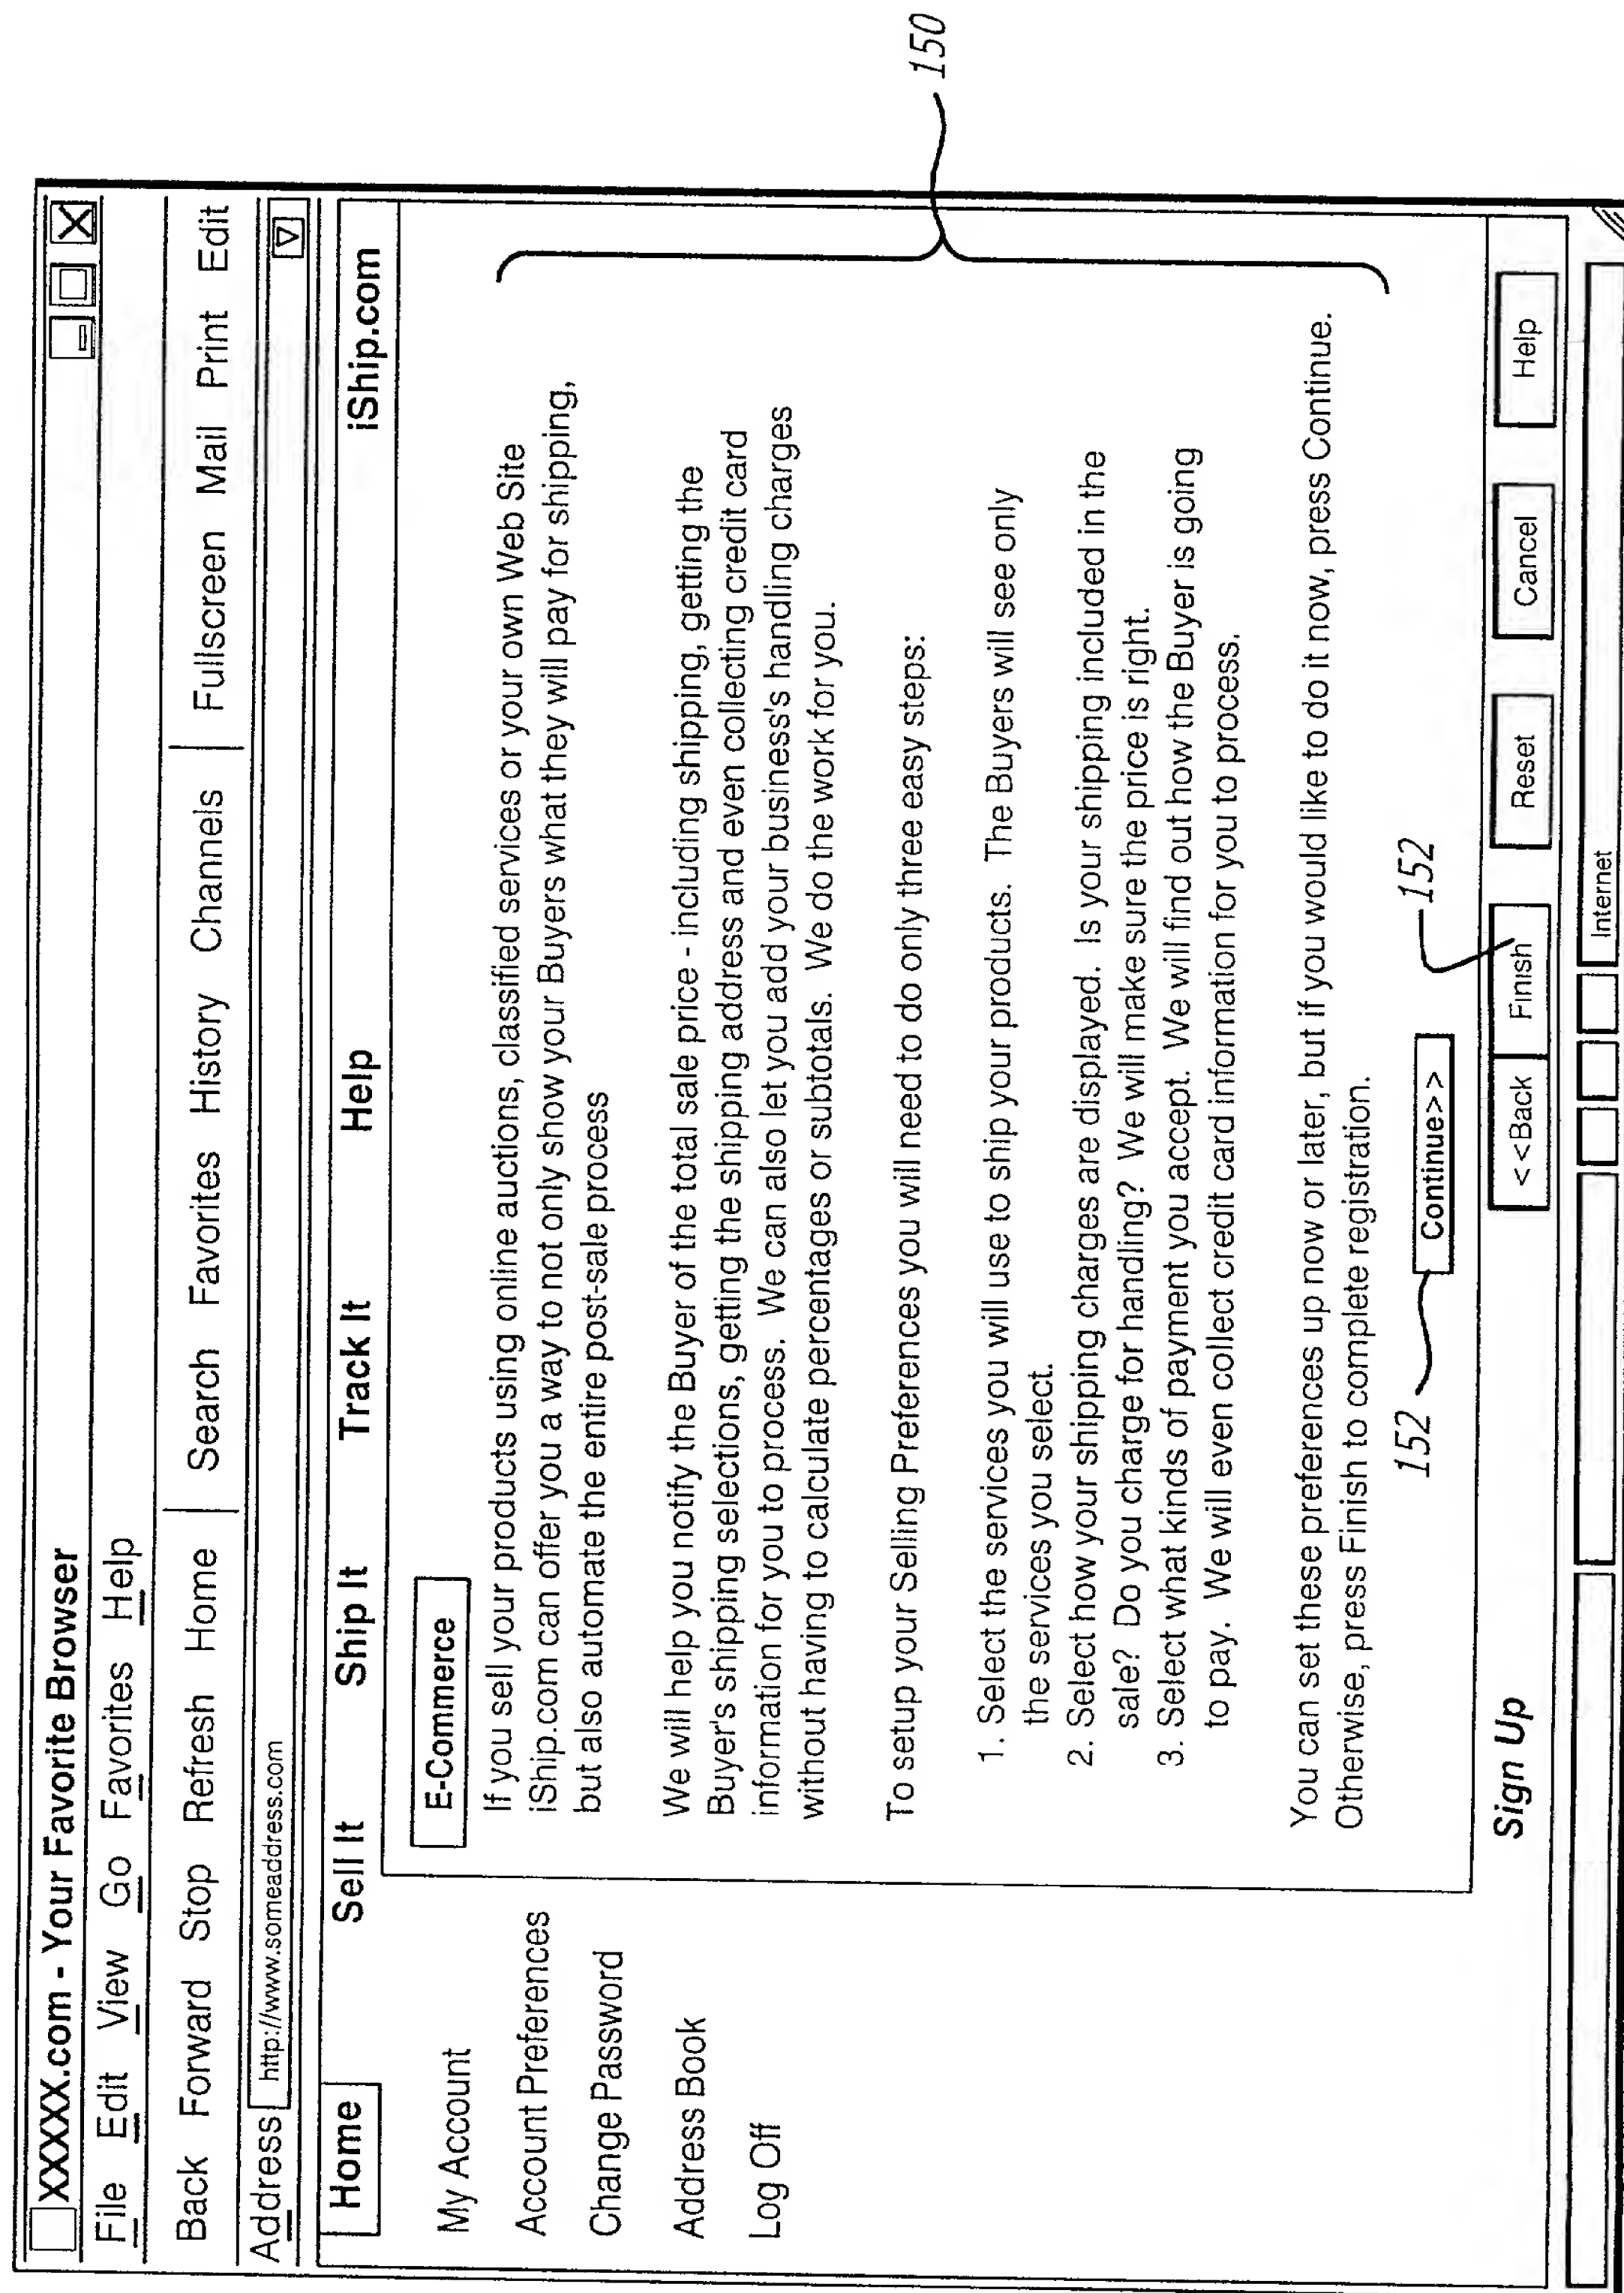 XXXXX.com - Your Favorite Browser
File Edit View Go Favorites Help
Back Forward Stop Refresh Home Search Favorites History Channels Fullscreen Mail Print Edit
Address http://www.someaddress.com
Home Sell It Ship It Track It Help iShip.com
My Account
Account Preferences
Change Password
Address Book
Log Off
E-Commerce
If you sell your products using online auctions, classified services or your own Web Site
iShip.com can offer you a way to not only show your Buyers what they will pay for shipping,
but also automate the entire post-sale process
We will help you notify the Buyer of the total sale price - including shipping, getting the
Buyer's shipping selections, getting the shipping address and even collecting credit card
information for you to process. We can also let you add your business's handling charges
without having to calculate percentages or subtotals. We do the work for you.
To setup your Selling Preferences you will need to do only three easy steps:
1. Select the services you will use to ship your products. The Buyers will see only
the services you select.
2. Select how your shipping charges are displayed. Is your shipping included in the
sale? Do you charge for handling? We will make sure the price is right.
3. Select what kinds of payment you accept. We will find out how the Buyer is going
to pay. We will even collect credit card information for you to process.
You can set these preferences up now or later, but if you would like to do it now, press Continue.
Otherwise, press Finish to complete registration.
150
152 Continue>> 152
Sign Up <<Back Finish Reset Cancel Help
Internet